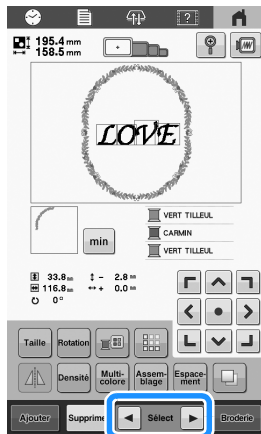 195.4 mm
158.5 mm
LOVE
min
VERT TILLEUL
CARMIN
VERT TILLEUL
33.8 mm - 2.8 mm
116.8 mm + 0.0 mm
0°
Taille Rotation
Densité Multi-colore Assem-blage Espace-ment
Ajouter Supprime Sélect Broderie